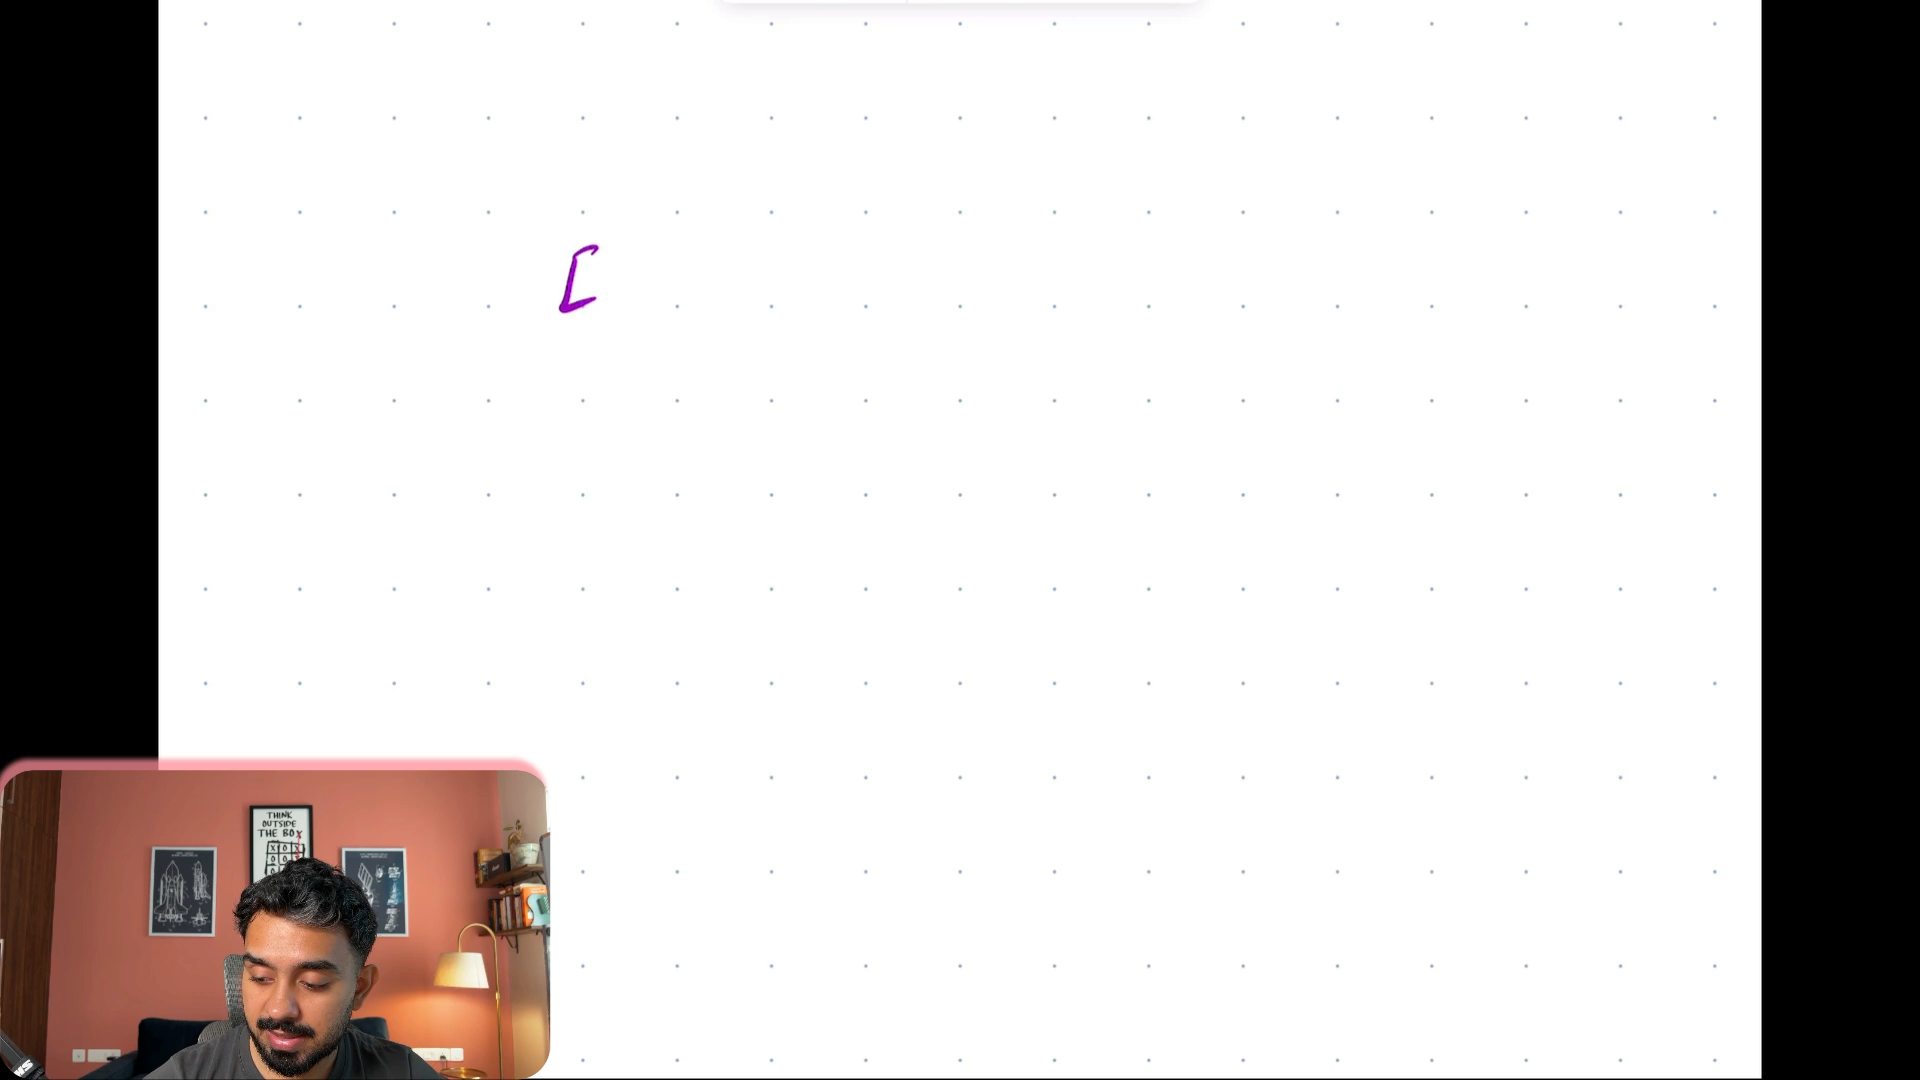 [
THINK
OUTSIDE
THE BOX
X O X
O O
O